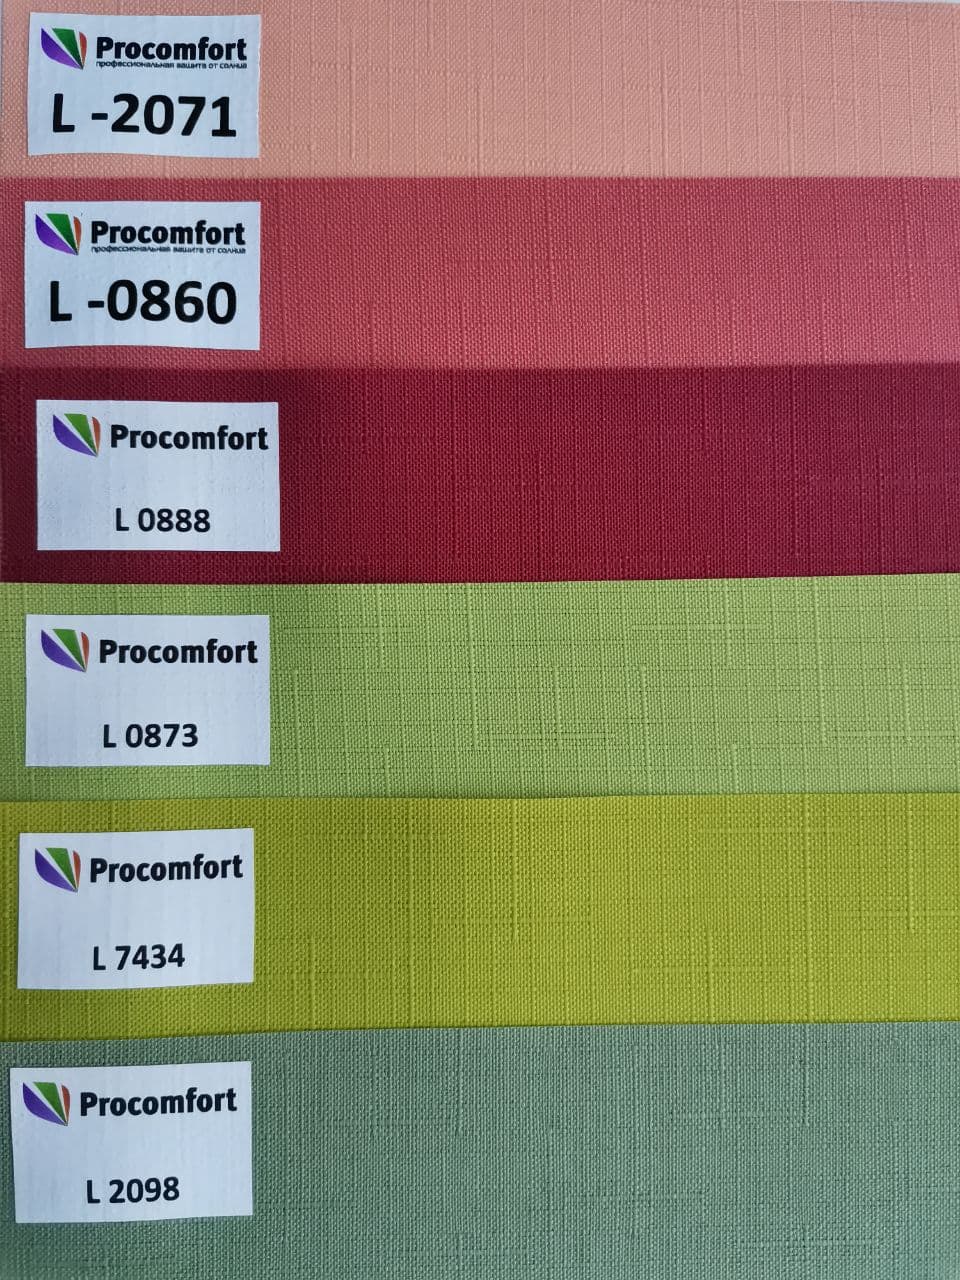 Procomfort
профессиональная защита от солнца
L -2071
Procomfort
профессиональная защита от солнца
L -0860
Procomfort
L 0888
Procomfort
L 0873
Procomfort
L 7434
Procomfort
L 2098